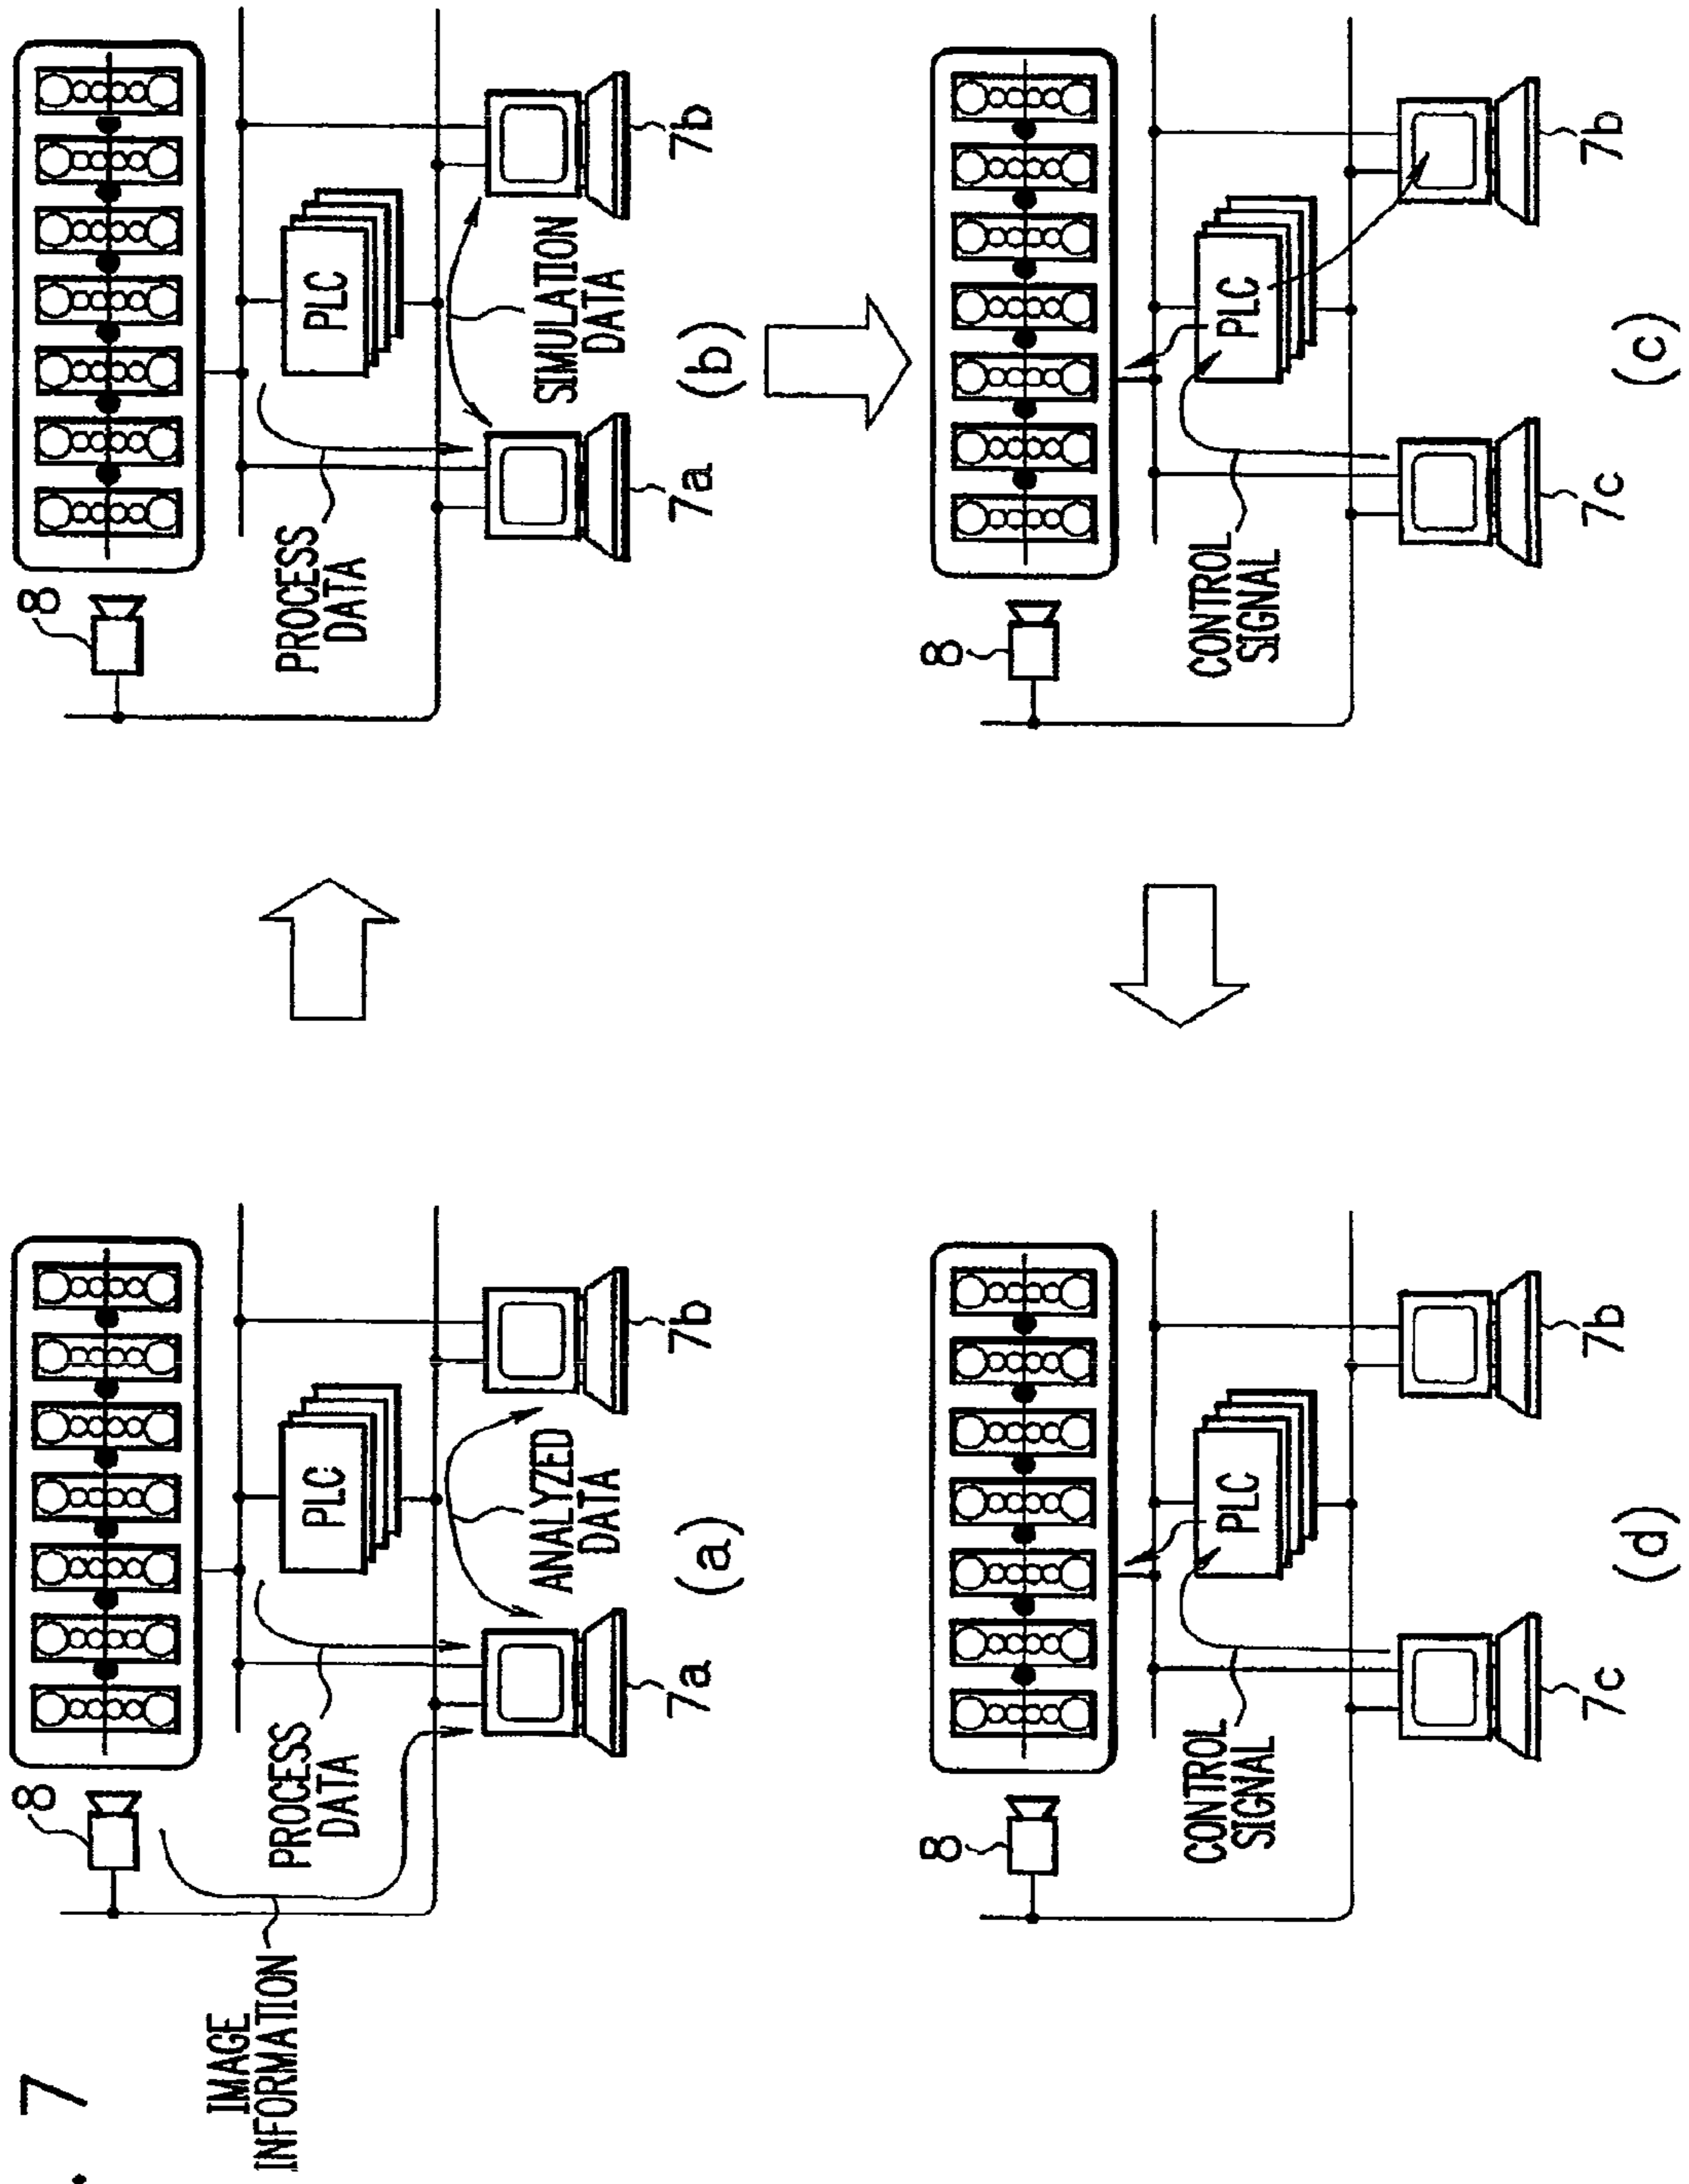 . 7
IMAGE
INFORMATION
8
PROCESS
DATA
PLC
ANALYZED
DATA
7a
7b
(a)
8
PROCESS
DATA
PLC
SIMULATION
DATA
7a
7b
(b)
8
CONTROL
SIGNAL
PLC
7c
7b
(c)
8
CONTROL
SIGNAL
PLC
7c
7b
(d)